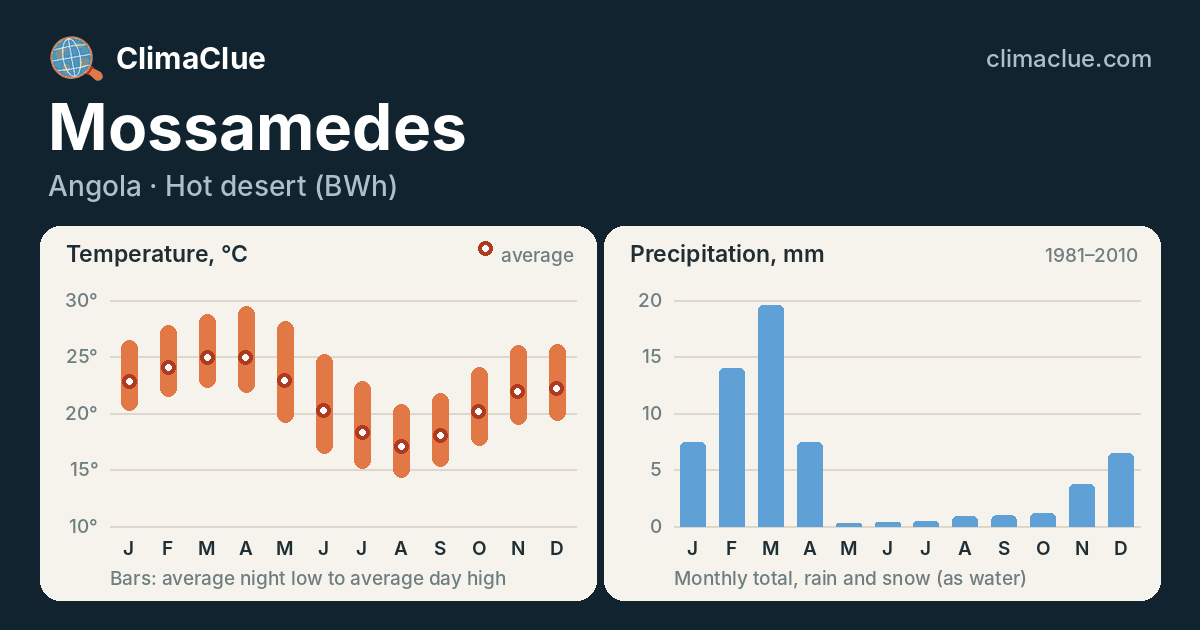 ClimaClue
climaclue.com
Mossamedes
Angola · Hot desert (BWh)
Temperature, °C
average
30°
25°
20°
15°
10°
J F M A M J J A S O N D
Bars: average night low to average day high
Precipitation, mm
1981–2010
20
15
10
5
0
J F M A M J J A S O N D
Monthly total, rain and snow (as water)